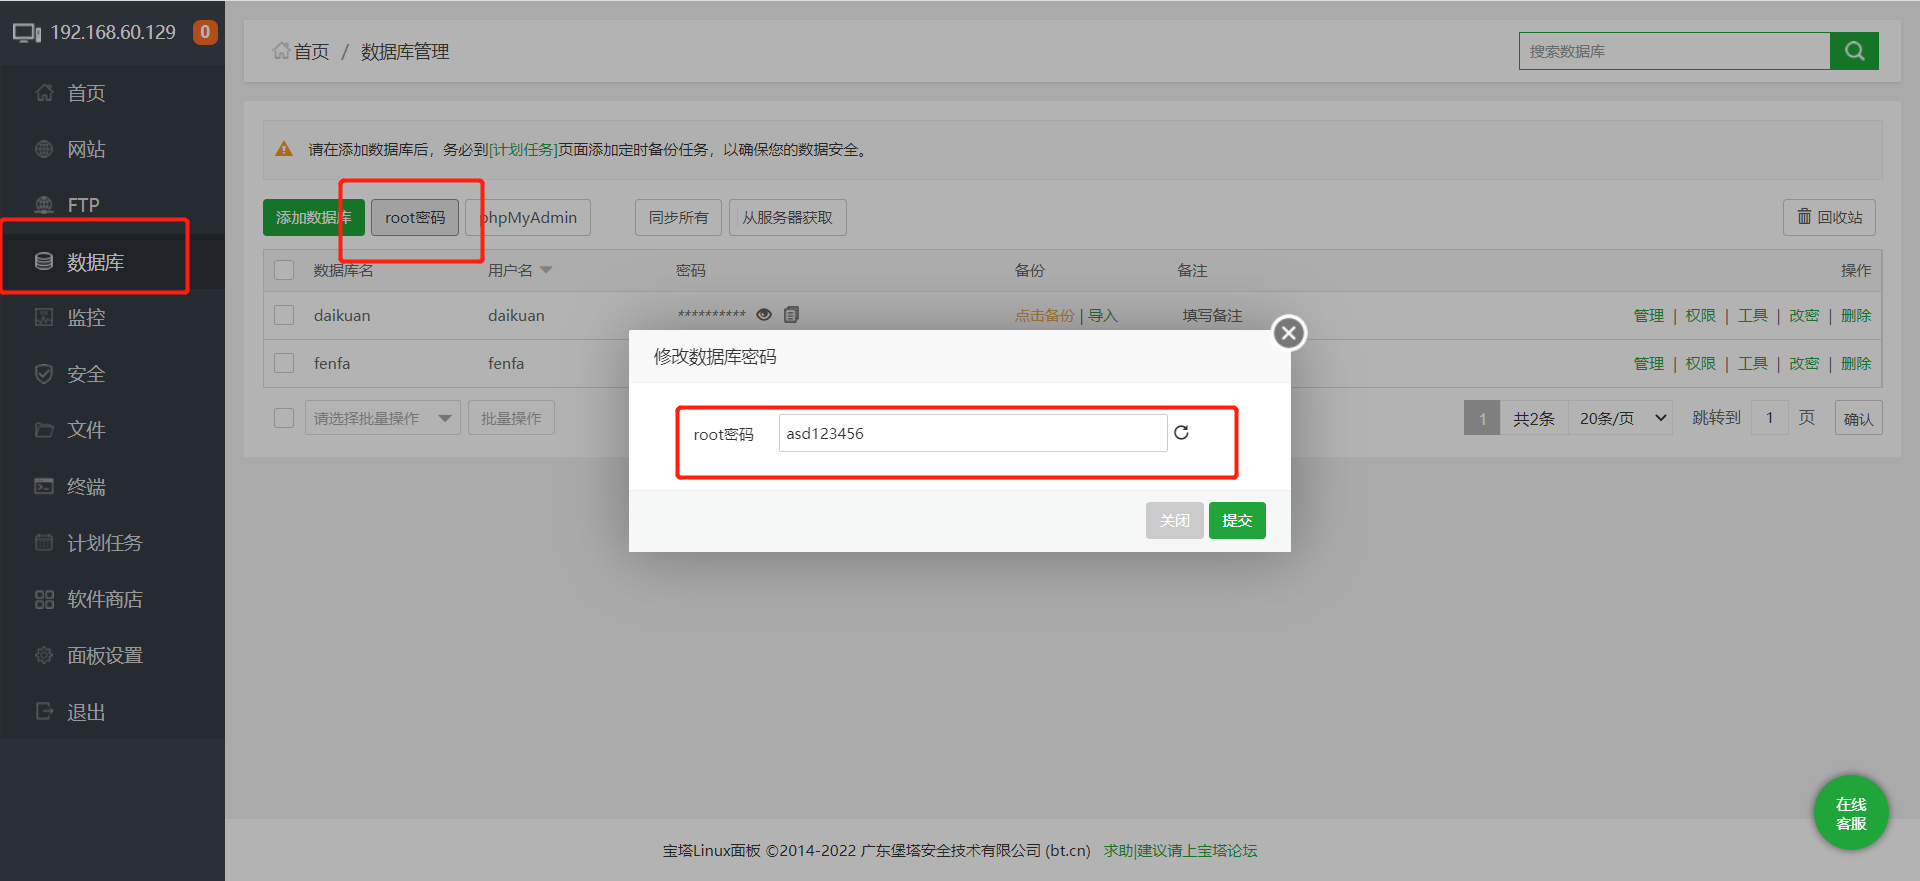 192.168.60.129 0
首页
网站
FTP
数据库
监控
安全
文件
终端
计划任务
软件商店
面板设置
退出
首页 / 数据库管理
搜索数据库
请在添加数据库后，务必到[计划任务]页面添加定时备份任务，以确保您的数据安全。
添加数据库 root密码 phpMyAdmin 同步所有 从服务器获取 回收站
数据库名 用户名 密码 备份 备注 操作
daikuan daikuan ********** 点击备份 | 导入 填写备注 管理 | 权限 | 工具 | 改密 | 删除
fenfa fenfa 管理 | 权限 | 工具 | 改密 | 删除
请选择批量操作 批量操作 1 共2条 20条/页 跳转到 1 页 确认
修改数据库密码
root密码 asd123456
关闭 提交
在线
客服
宝塔Linux面板 ©2014-2022 广东堡塔安全技术有限公司 (bt.cn) 求助|建议请上宝塔论坛